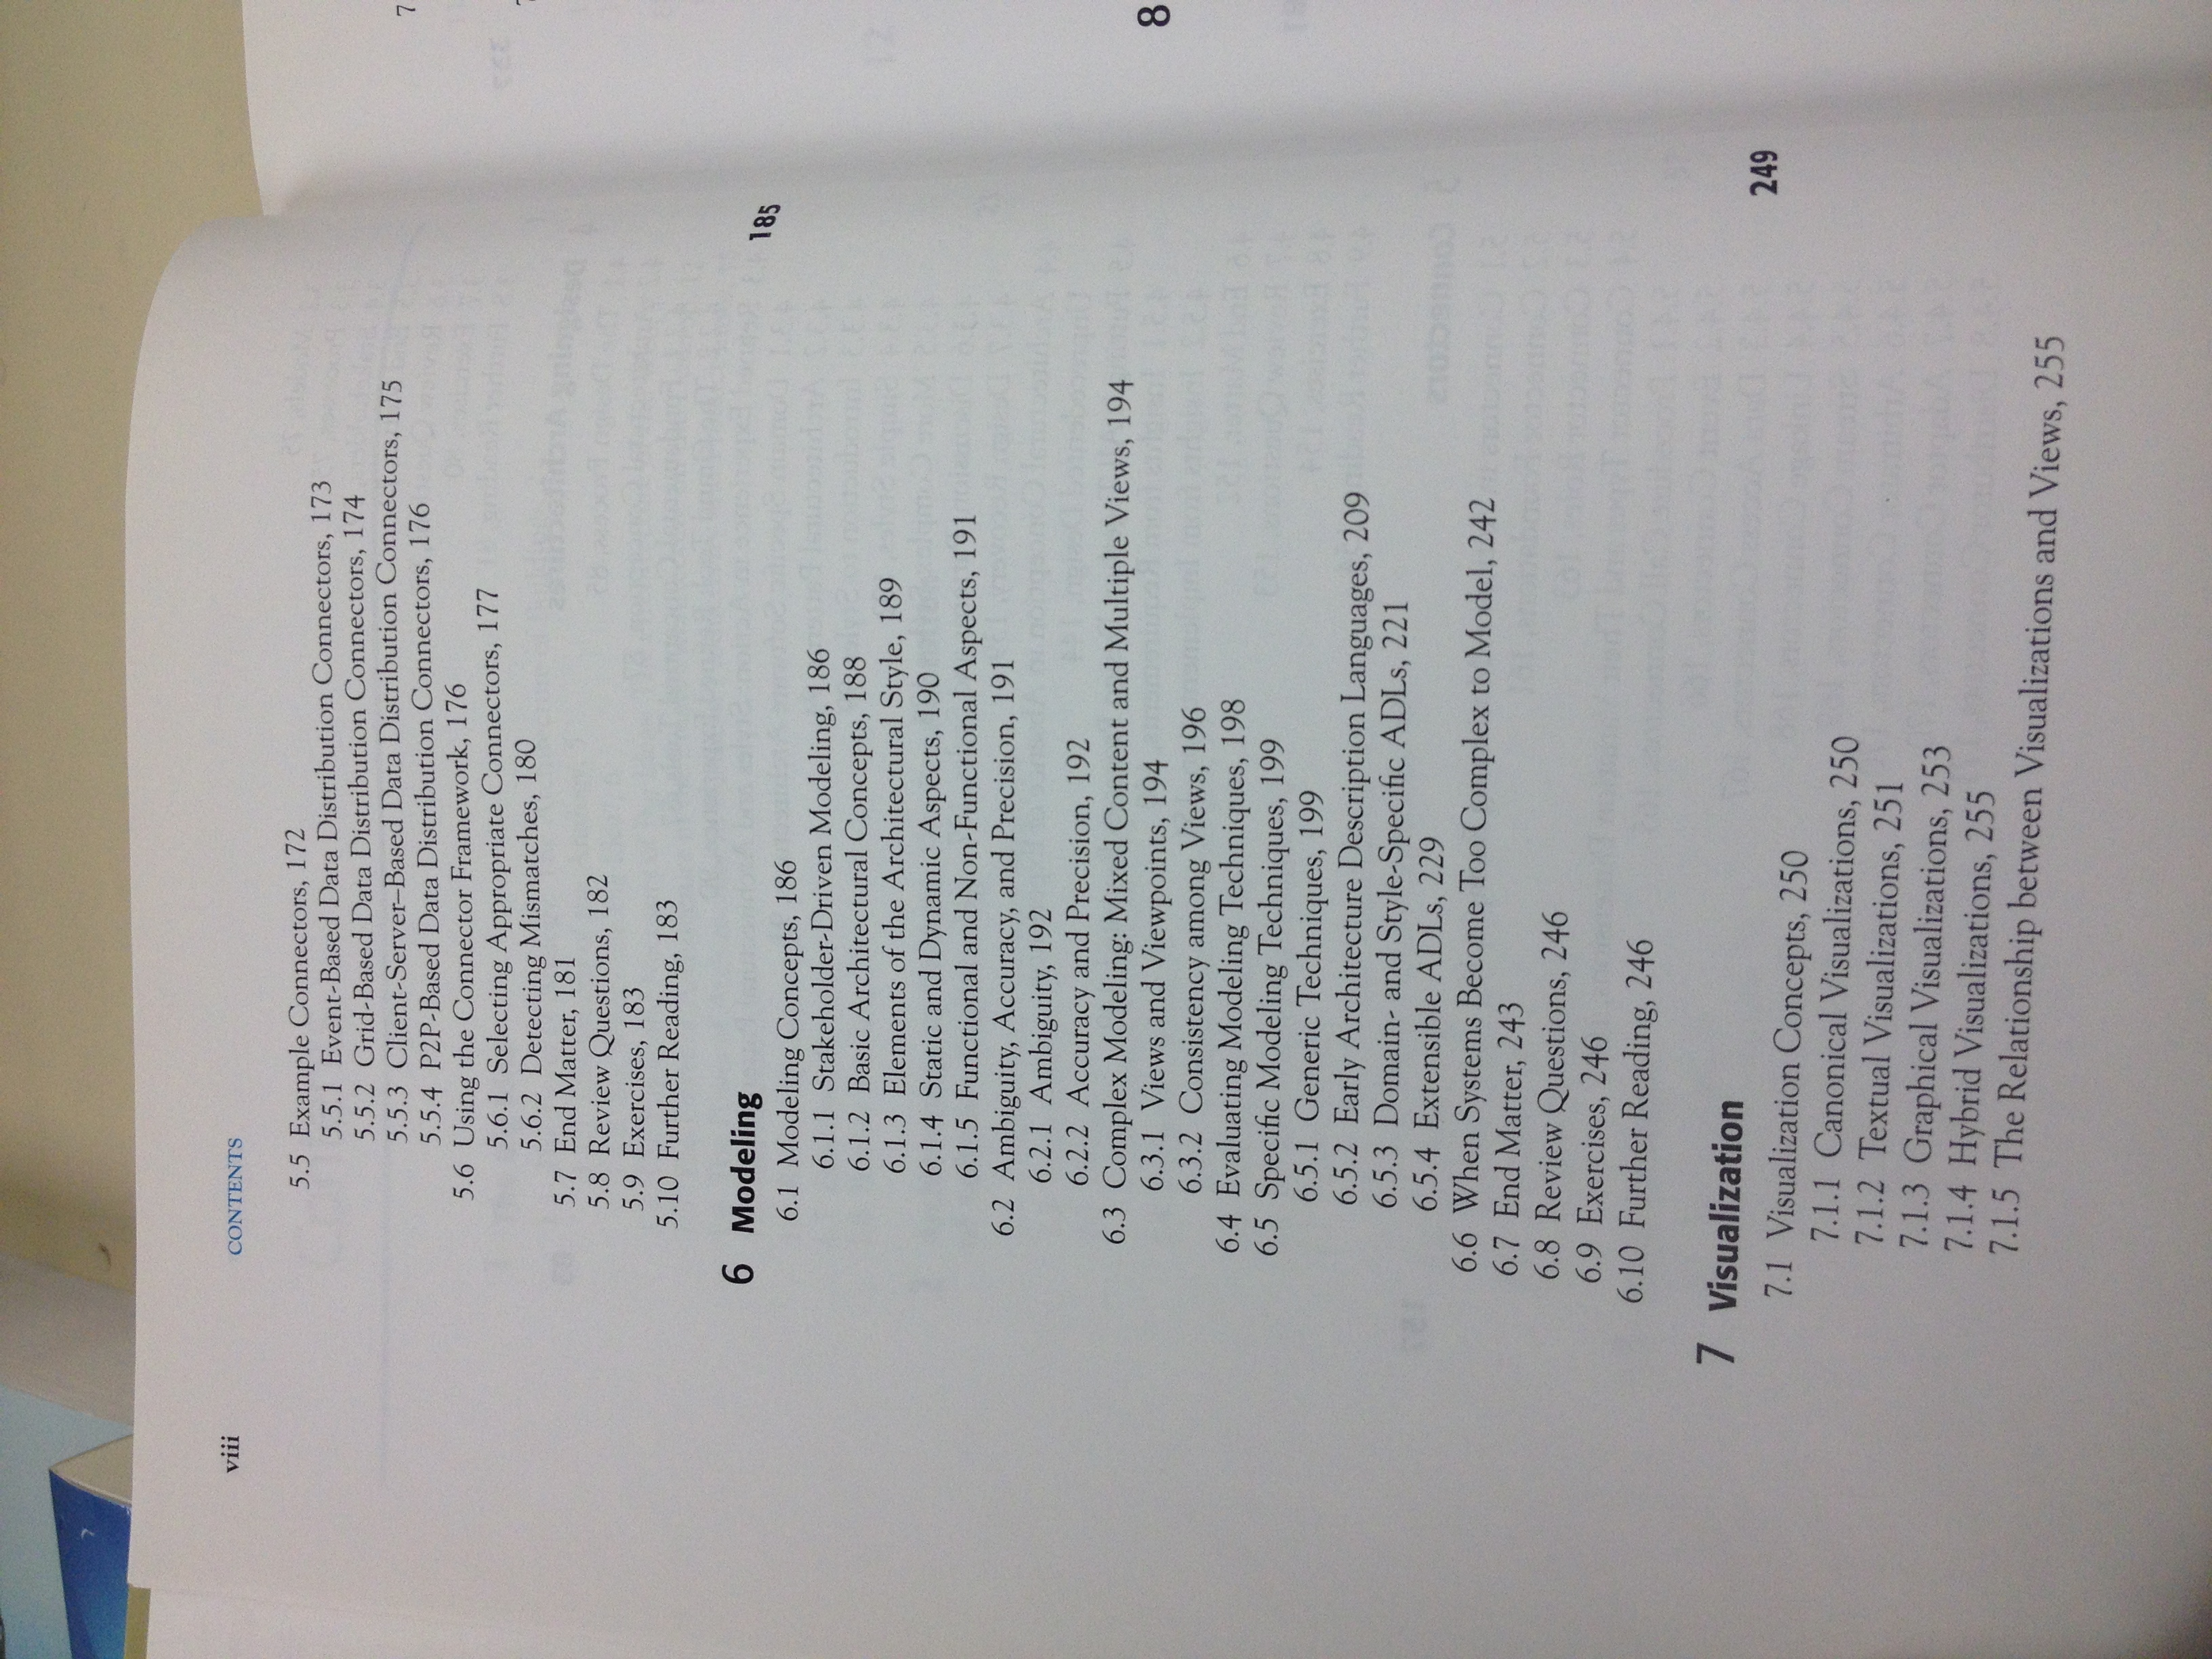 viii CONTENTS
5.5 Example Connectors, 172
5.5.1 Event-Based Data Distribution Connectors, 173
5.5.2 Grid-Based Data Distribution Connectors, 174
5.5.3 Client-Server–Based Data Distribution Connectors, 175
5.5.4 P2P-Based Data Distribution Connectors, 176
5.6 Using the Connector Framework, 176
5.6.1 Selecting Appropriate Connectors, 177
5.6.2 Detecting Mismatches, 180
5.7 End Matter, 181
5.8 Review Questions, 182
5.9 Exercises, 183
5.10 Further Reading, 183
6 Modeling 185
6.1 Modeling Concepts, 186
6.1.1 Stakeholder-Driven Modeling, 186
6.1.2 Basic Architectural Concepts, 188
6.1.3 Elements of the Architectural Style, 189
6.1.4 Static and Dynamic Aspects, 190
6.1.5 Functional and Non-Functional Aspects, 191
6.2 Ambiguity, Accuracy, and Precision, 191
6.2.1 Ambiguity, 192
6.2.2 Accuracy and Precision, 192
6.3 Complex Modeling: Mixed Content and Multiple Views, 194
6.3.1 Views and Viewpoints, 194
6.3.2 Consistency among Views, 196
6.4 Evaluating Modeling Techniques, 198
6.5 Specific Modeling Techniques, 199
6.5.1 Generic Techniques, 199
6.5.2 Early Architecture Description Languages, 209
6.5.3 Domain- and Style-Specific ADLs, 221
6.5.4 Extensible ADLs, 229
6.6 When Systems Become Too Complex to Model, 242
6.7 End Matter, 243
6.8 Review Questions, 246
6.9 Exercises, 246
6.10 Further Reading, 246
7 Visualization 249
7.1 Visualization Concepts, 250
7.1.1 Canonical Visualizations, 250
7.1.2 Textual Visualizations, 251
7.1.3 Graphical Visualizations, 253
7.1.4 Hybrid Visualizations, 255
7.1.5 The Relationship between Visualizations and Views, 255
7
8